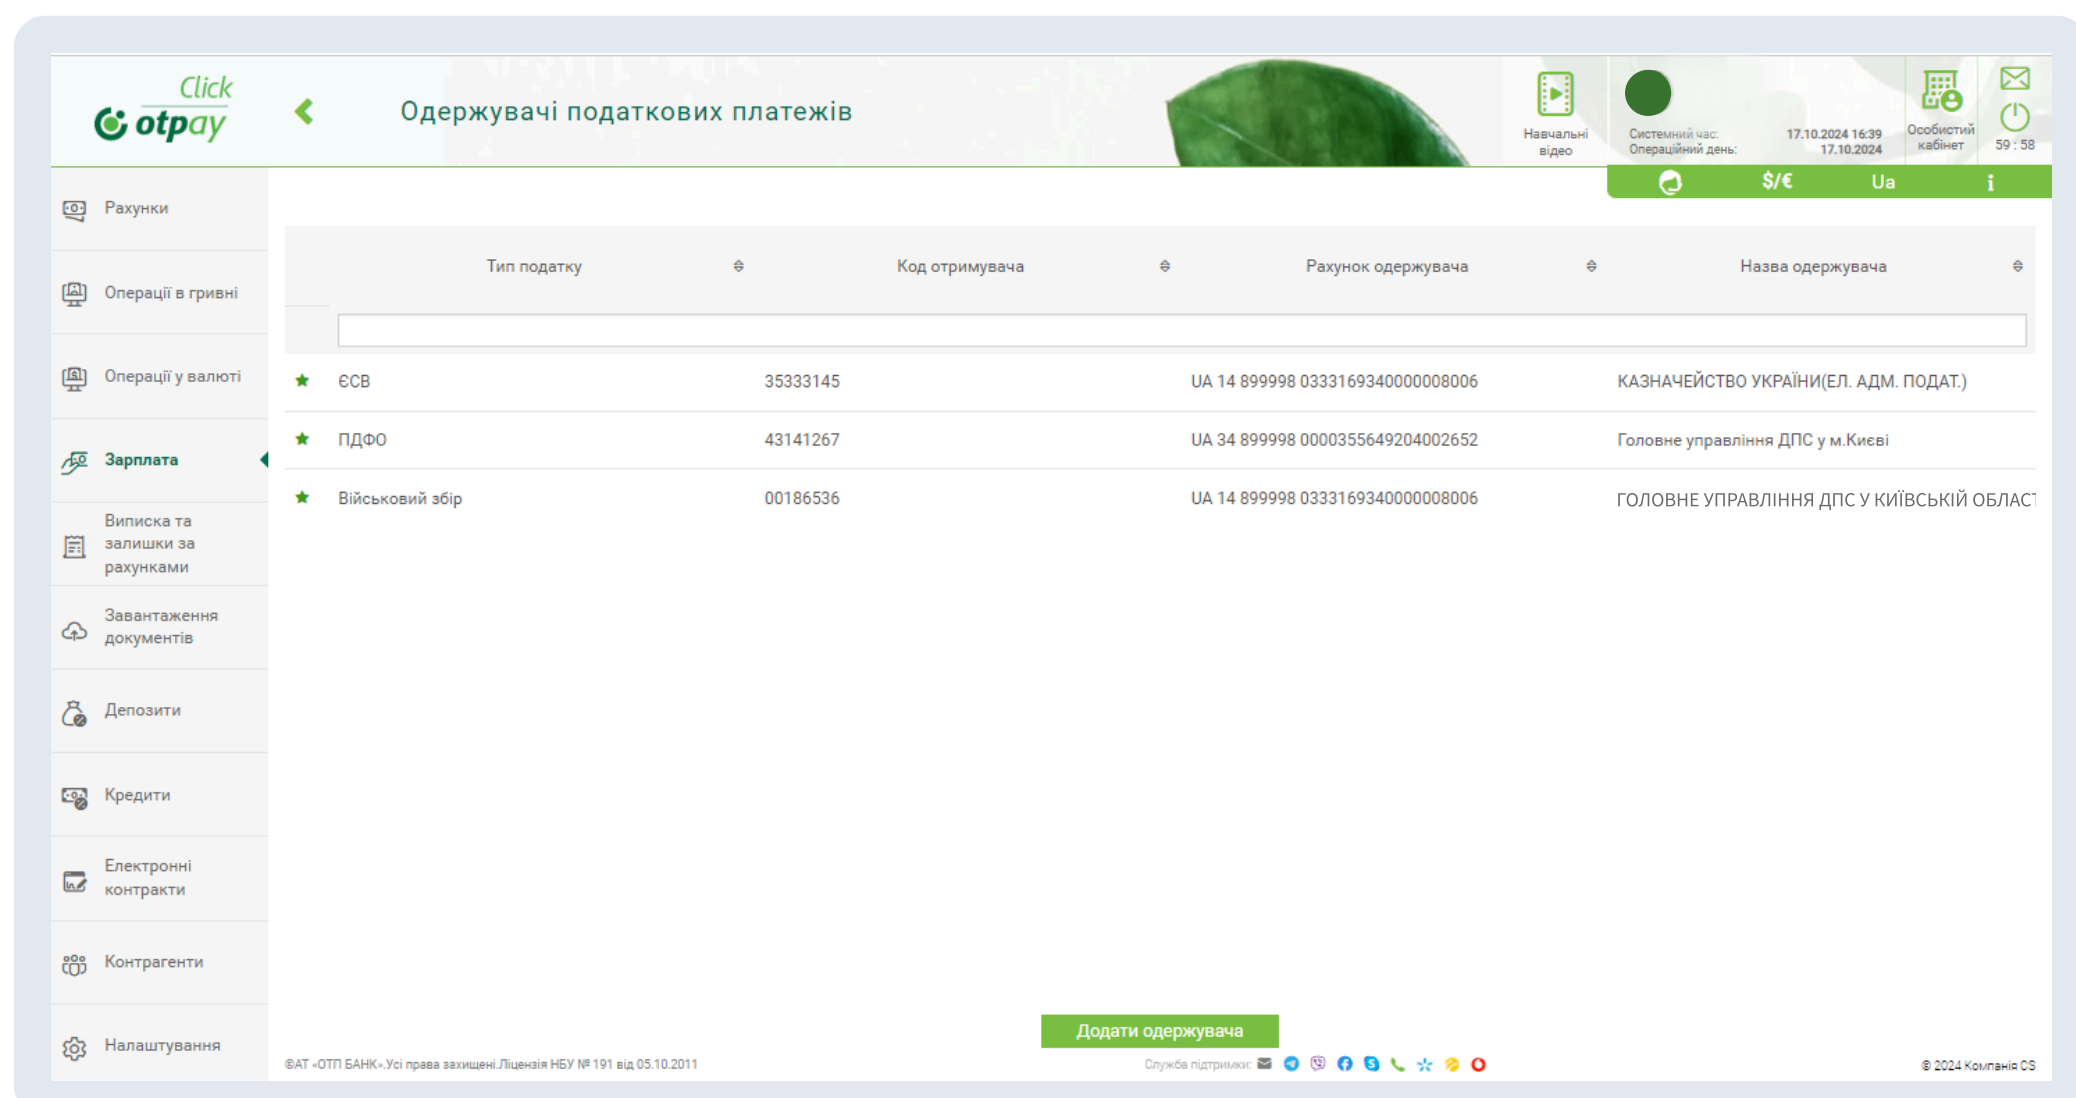 Click
otpay
Одержувачі податкових платежів
Навчальні
відео
Системний час: 17.10.2024 16:39
Операційний день: 17.10.2024
Особистий
кабінет
59 : 58
$/€ Ua i
Рахунки
Операції в гривні
Операції у валюті
Зарплата
Виписка та
залишки за
рахунками
Завантаження
документів
Депозити
Кредити
Електронні
контракти
Контрагенти
Налаштування
Тип податку Код отримувача Рахунок одержувача Назва одержувача
ЄСВ 35333145 UA 14 899998 0333169340000008006 КАЗНАЧЕЙСТВО УКРАЇНИ(ЕЛ. АДМ. ПОДАТ.)
ПДФО 43141267 UA 34 899998 0000355649204002652 Головне управління ДПС у м.Києві
Військовий збір 00186536 UA 14 899998 0333169340000008006 ГОЛОВНЕ УПРАВЛІННЯ ДПС У КИЇВСЬКІЙ ОБЛАСТ
Додати одержувача
©АТ «ОТП БАНК».Усі права захищені.Ліцензія НБУ № 191 від 05.10.2011
Служба підтримки:
© 2024 Компанія CS